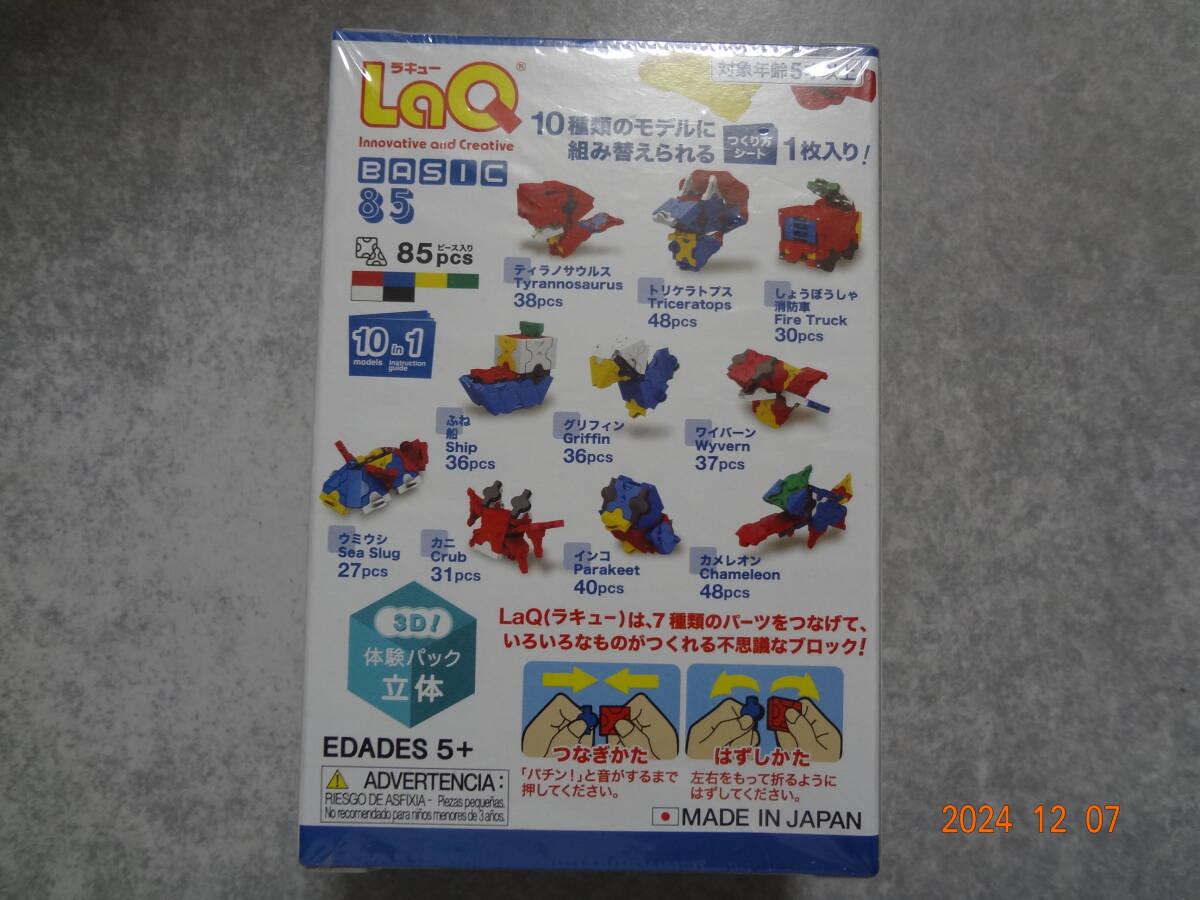 ラキュー
LaQ®
Innovative and Creative
対象年齢5才以上
10種類のモデルに
組み替えられる
つくり方
シート
1枚入り!
BASIC
85
85pcs
ピース入り
10 in 1
models instruction
guide
ティラノサウルス
Tyrannosaurus
38pcs
トリケラトプス
Triceratops
48pcs
しょうぼうしゃ
消防車
Fire Truck
30pcs
ふね
船
Ship
36pcs
グリフィン
Griffin
36pcs
ワイバーン
Wyvern
37pcs
ウミウシ
Sea Slug
27pcs
カニ
Crub
31pcs
インコ
Parakeet
40pcs
カメレオン
Chameleon
48pcs
3D!
体験パック
立体
LaQ(ラキュー)は、7種類のパーツをつなげて、
いろいろなものがつくれる不思議なブロック!
つなぎかた
「パチン!」と音がするまで
押してください。
はずしかた
左右をもって折るように
はずしてください。
EDADES 5+
ADVERTENCIA:
RIESGO DE ASFIXIA - Piezas pequeñas.
No recomendado para niños menores de 3 años.
MADE IN JAPAN
2024 12 07